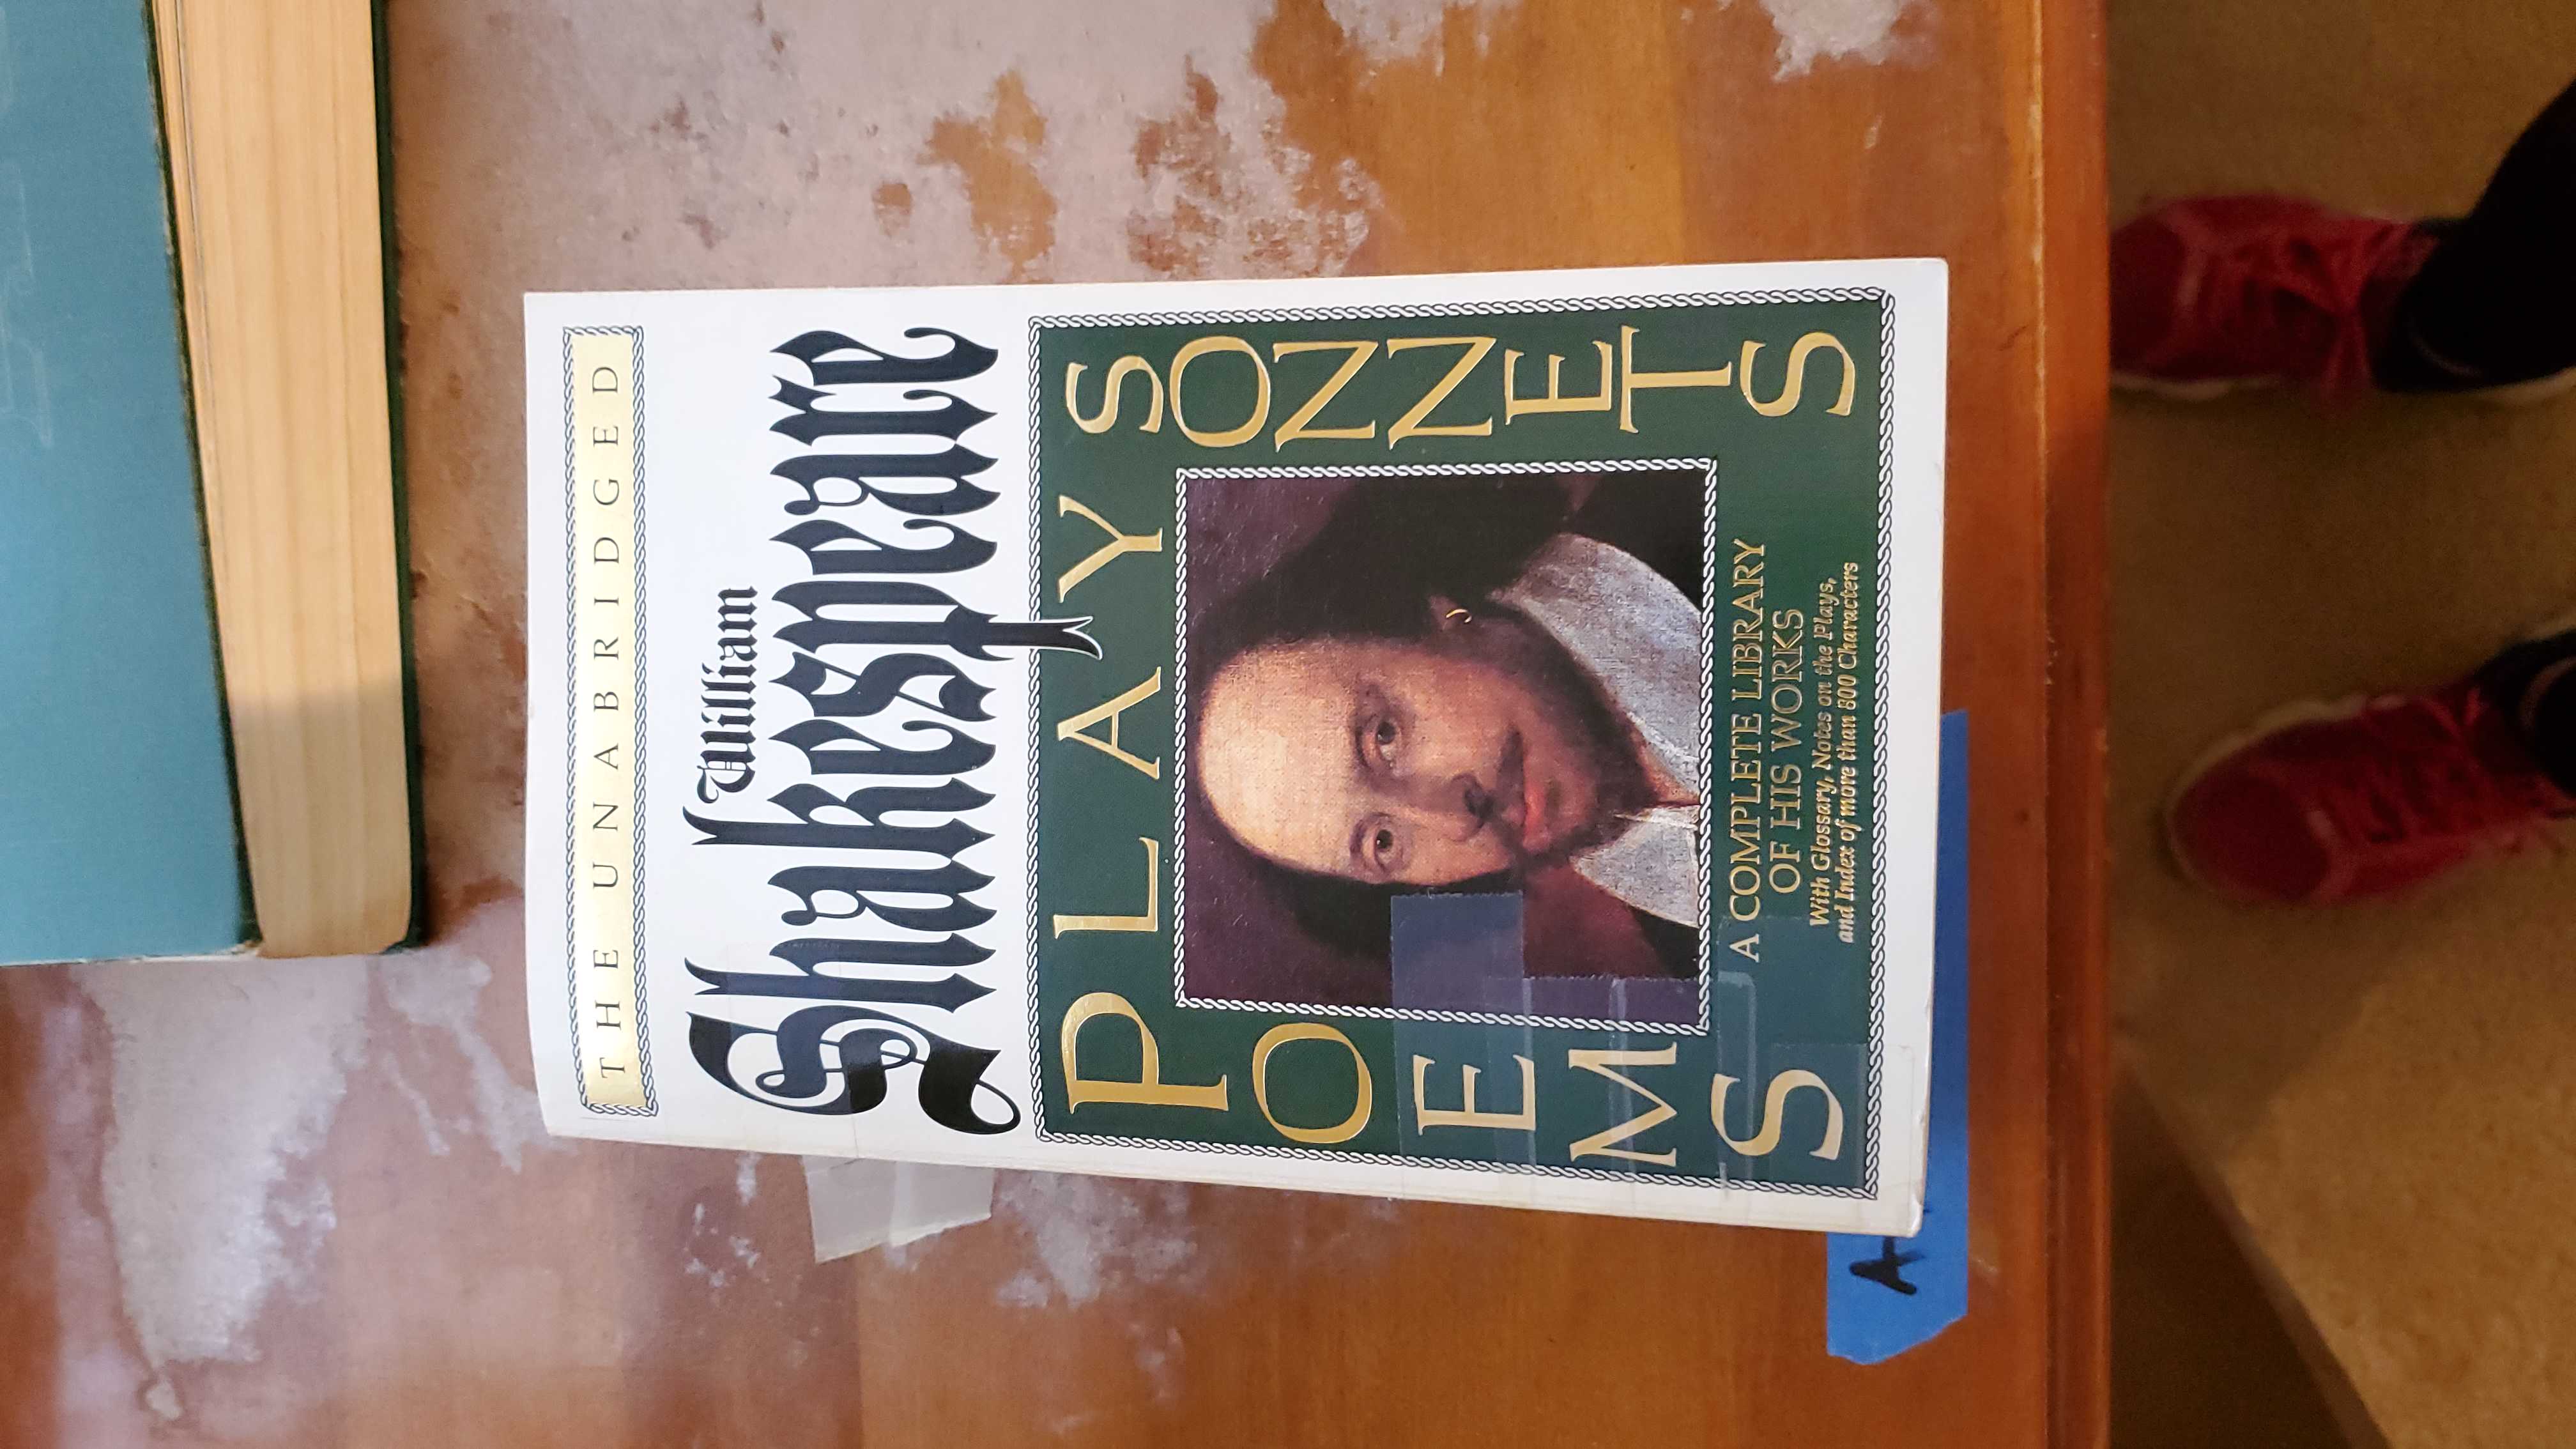 THE UNABRIDGED
William
Shakespeare
PLAYS
POEMS
SONNETS
A COMPLETE LIBRARY
OF HIS WORKS
With Glossary, Notes on the Plays,
and Index of more than 800 Characters
A